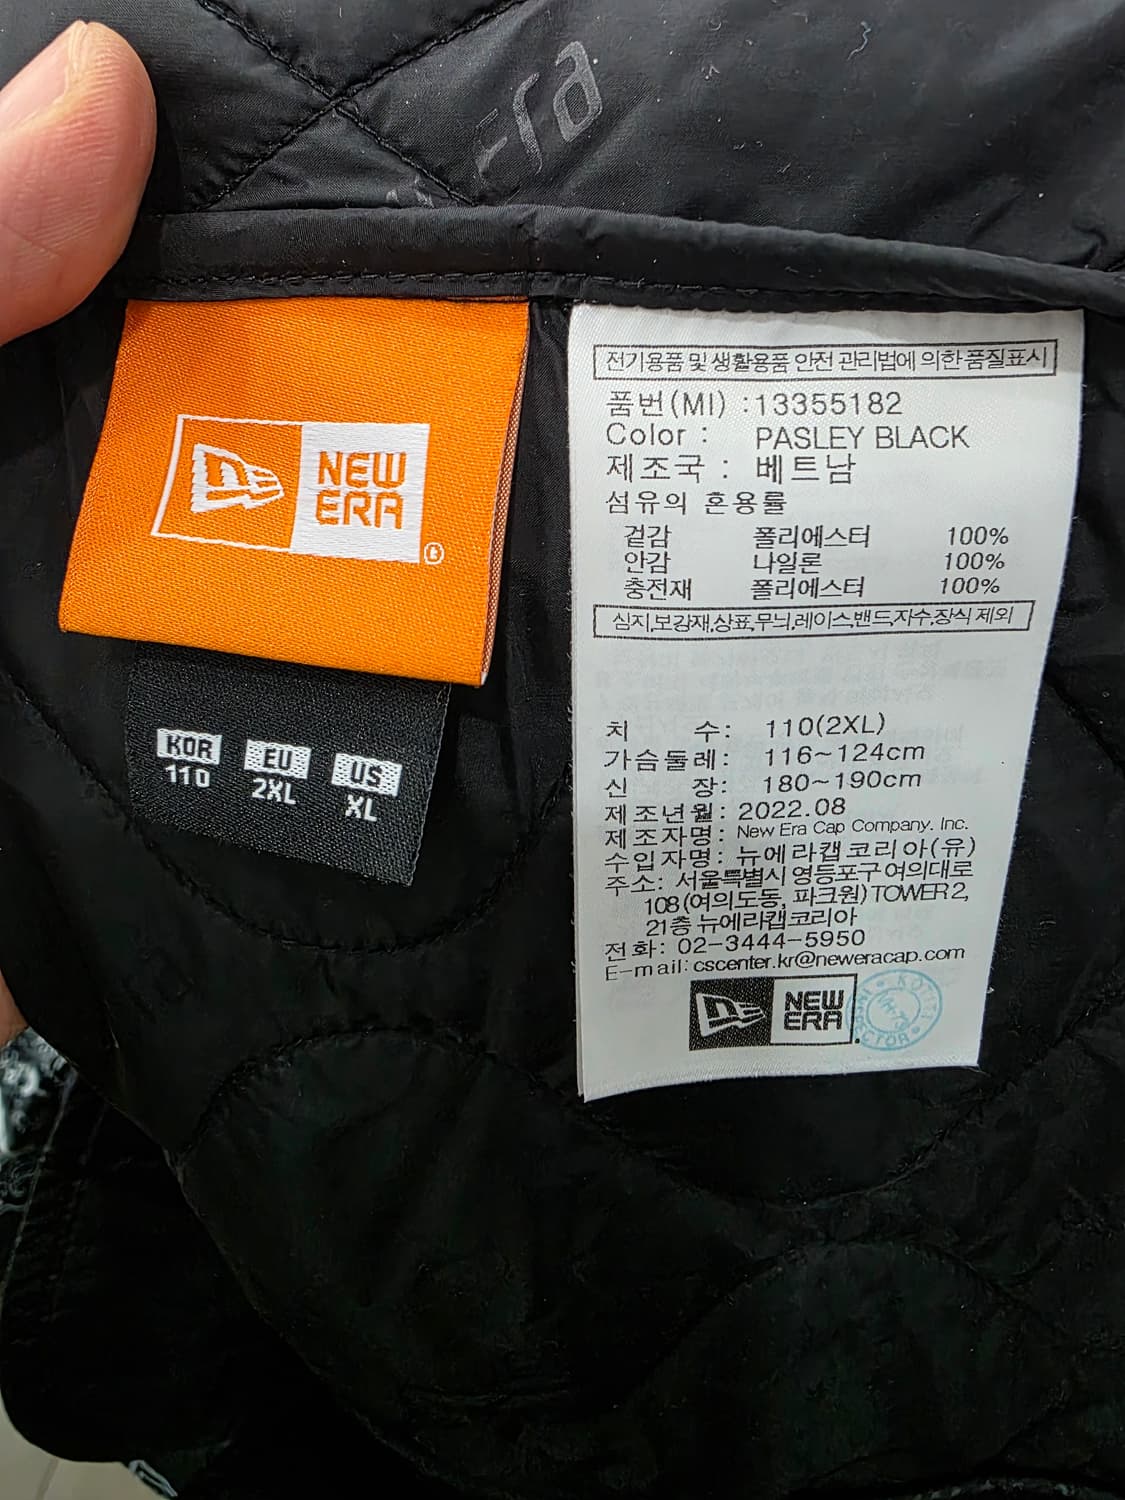 era
NEW
ERA
KOR EU US
110 2XL XL
전기용품 및 생활용품 안전 관리법에 의한 품질표시
품번(MI) :13355182
Color : PASLEY BLACK
제조국 : 베트남
섬유의 혼용률
겉감 폴리에스터 100%
안감 나일론 100%
충전재 폴리에스터 100%
심지,보강재,상표,무늬,레이스,밴드,자수,장식 제외
치 수: 110(2XL)
가슴둘레: 116~124cm
신 장: 180~190cm
제조년월: 2022.08
제조자명: New Era Cap Company. Inc.
수입자명: 뉴에라캡코리아(유)
주소: 서울특별시 영등포구 여의대로
108 (여의도동, 파크원) TOWER 2,
21층 뉴에라캡코리아
전화: 02-3444-5950
E-mail: cscenter.kr@neweracap.com
NEW
ERA
KOTITI
INSPECTOR